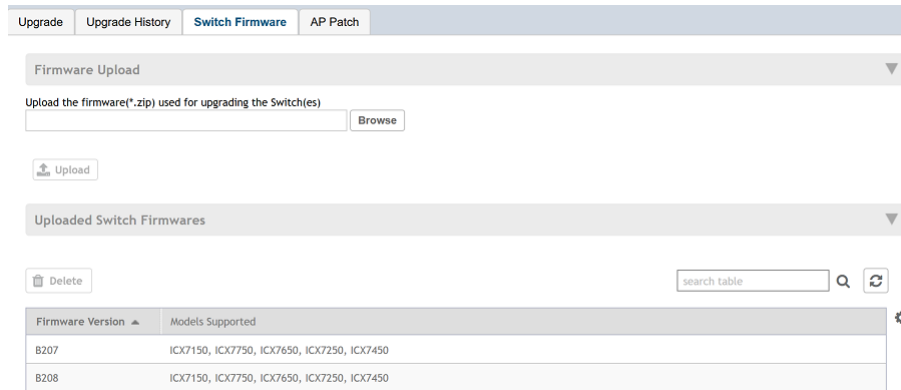 Upgrade Upgrade History Switch Firmware AP Patch
Firmware Upload
Upload the firmware(*.zip) used for upgrading the Switch(es)
Browse
Upload
Uploaded Switch Firmwares
Delete search table
Firmware Version Models Supported
B207 ICX7150, ICX7750, ICX7650, ICX7250, ICX7450
B208 ICX7150, ICX7750, ICX7650, ICX7250, ICX7450